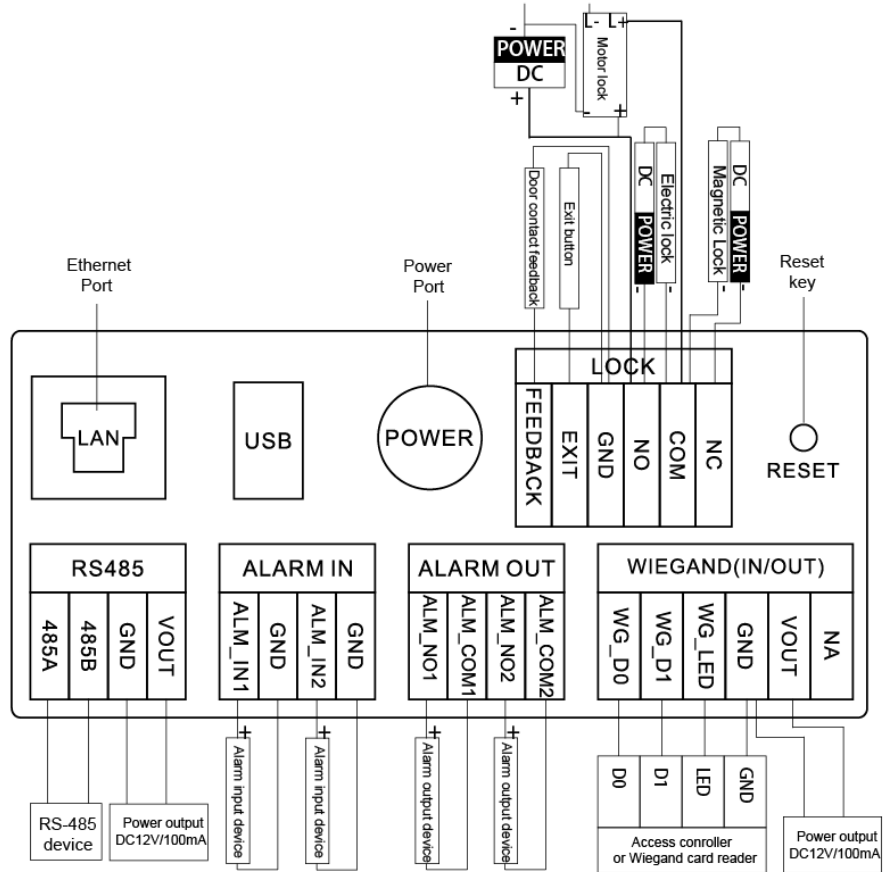 -
L- L+
POWER
DC
+
Motor lock
-
+
Door contact feedback
Exit button
DC
POWER
-
Electric lock
-
Magnetic Lock
-
DC
POWER
-
Ethernet
Port
Power
Port
Reset
key
LOCK
LAN
USB
POWER
FEEDBACK
EXIT
GND
NO
COM
NC
RESET
RS485
ALARM IN
ALARM OUT
WIEGAND(IN/OUT)
485A
485B
GND
VOUT
ALM_IN1
GND
ALM_IN2
GND
ALM_NO1
ALM_COM1
ALM_NO2
ALM_COM2
WG_D0
WG_D1
WG_LED
GND
VOUT
NA
+
Alarm input device
+
Alarm input device
+
Alarm output device
+
Alarm output device
D0
D1
LED
GND
RS-485
device
Power output
DC12V/100mA
Access conroller
or Wiegand card reader
Power output
DC12V/100mA